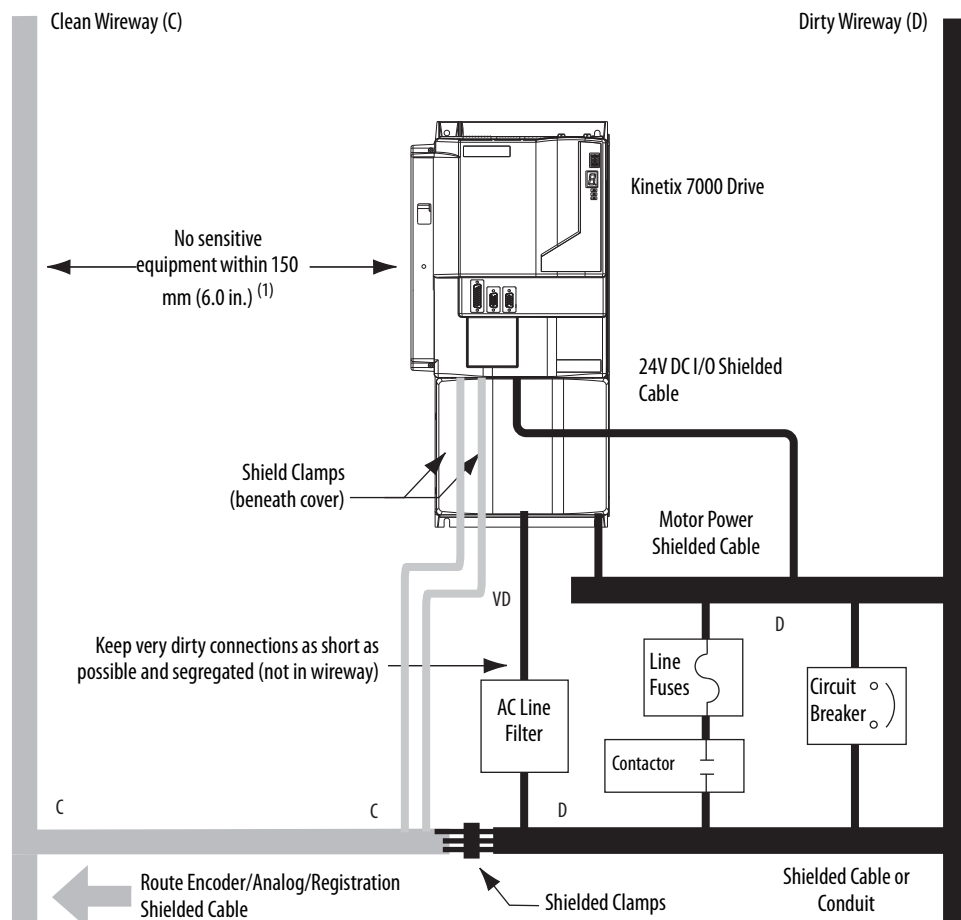 Clean Wireway (C)
Dirty Wireway (D)
Kinetix 7000 Drive
No sensitive
equipment within 150
mm (6.0 in.) (1)
24V DC I/O Shielded
Cable
Shield Clamps
(beneath cover)
Motor Power
Shielded Cable
VD
D
Keep very dirty connections as short as
possible and segregated (not in wireway)
Line
Fuses
Circuit
Breaker
AC Line
Filter
Contactor
C
C
D
Route Encoder/Analog/Registration
Shielded Cable
Shielded Clamps
Shielded Cable or
Conduit